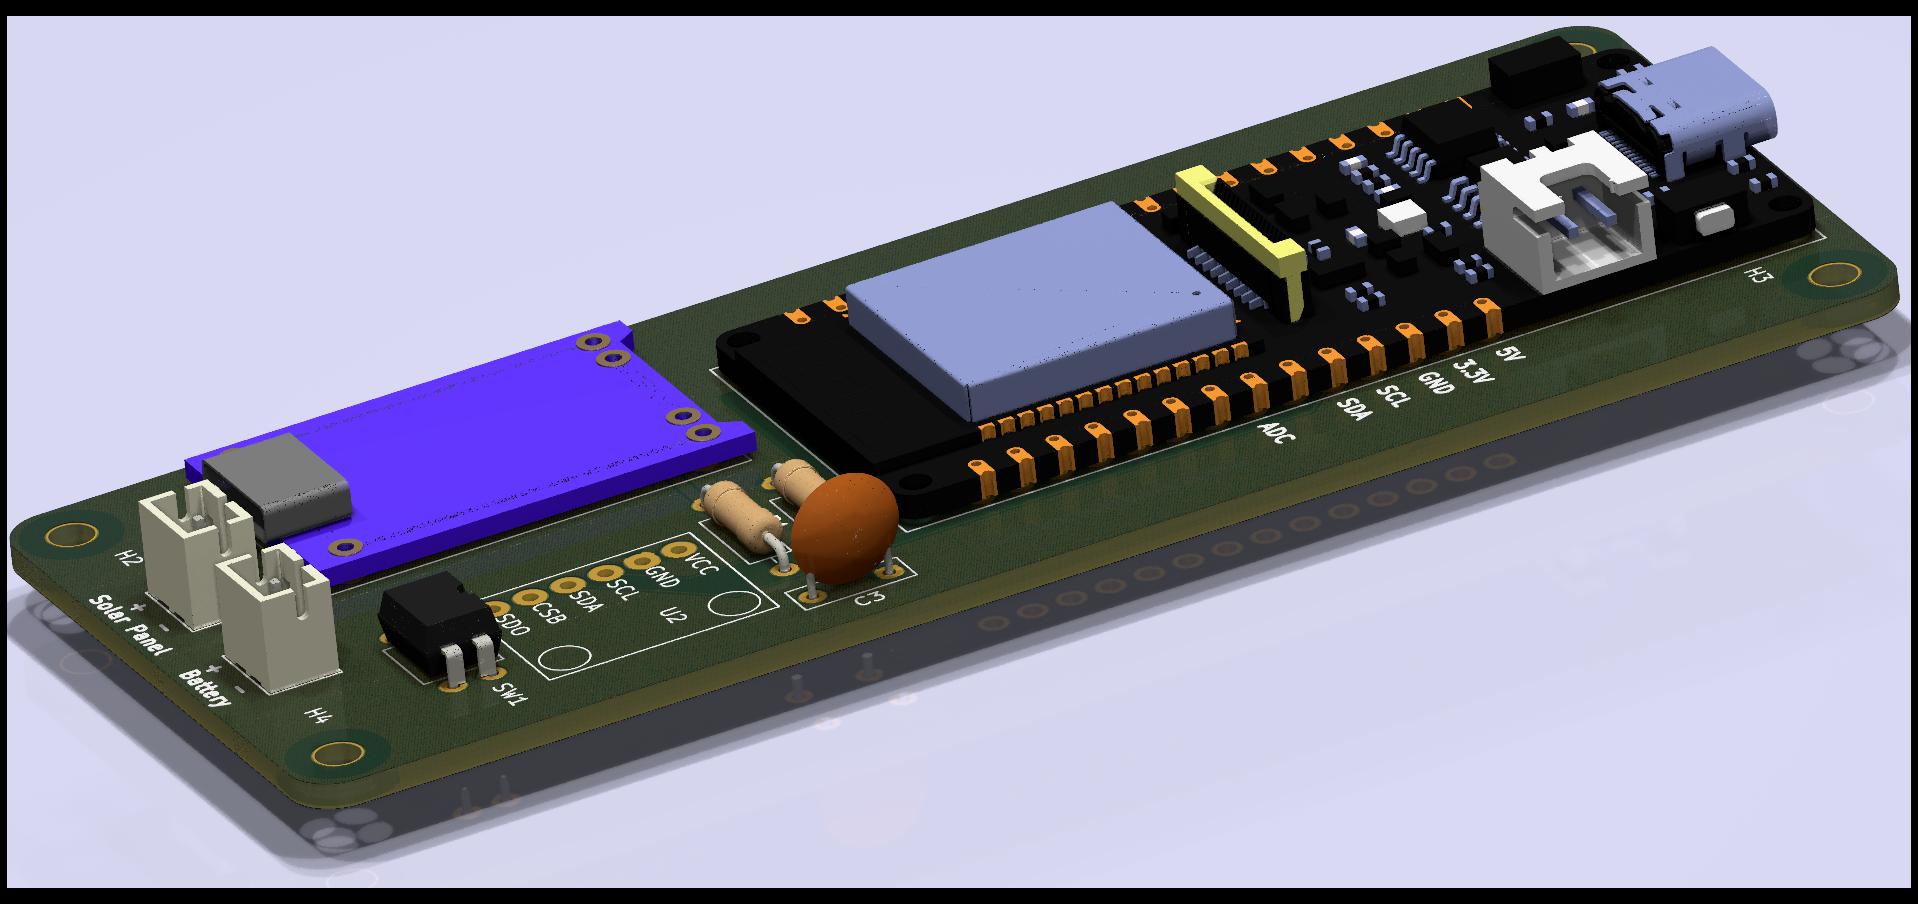 H2
+
-
Solar Panel
+
-
Battery
H4
SW1
SDO
CSB
SDA
SCL
GND
VCC
U2
C3
ADC
SDA
SCL
GND
3.3V
5V
H3